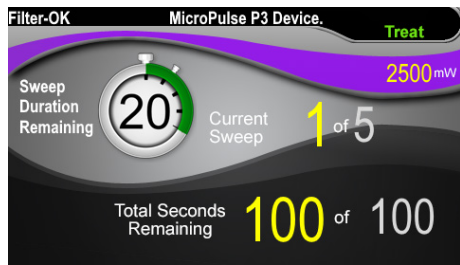 Filter-OK MicroPulse P3 Device.
Treat
2500mW
Sweep
Duration
Remaining
20
Current
Sweep
1 of 5
Total Seconds
Remaining
100 of 100